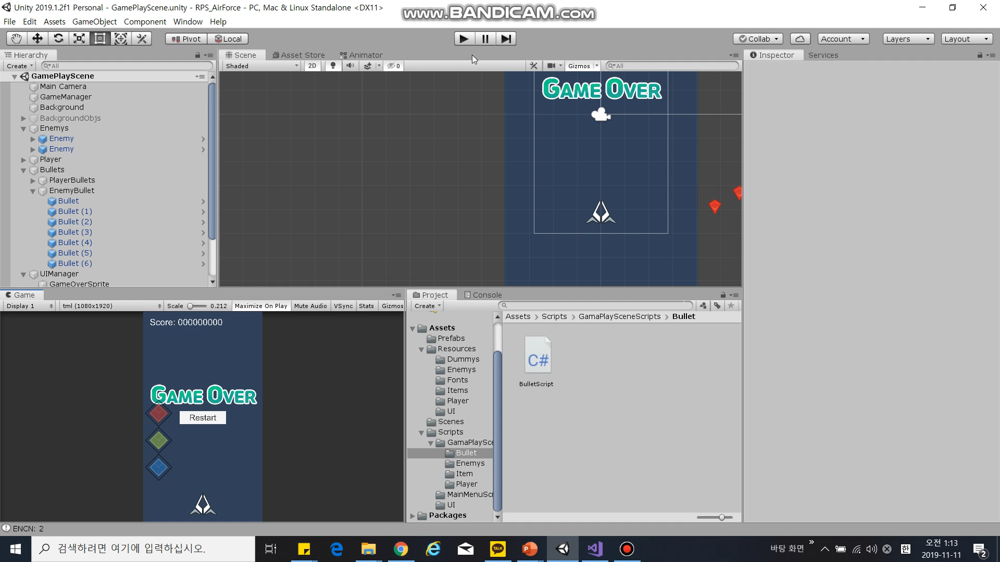 Unity 2019.1.2f1 Personal - GamePlayScene.unity - RPS_AirForce - PC, Mac & Linux Standalone <DX11>
www.BANDICAM.com
File Edit Assets GameObject Component Window Help
Pivot Local
Collab Account Layers Layout
Hierarchy
Create All
GamePlayScene
Main Camera
GameManager
Background
BackgroundObjs
Enemys
Enemy
Enemy
Player
Bullets
PlayerBullets
EnemyBullet
Bullet
Bullet (1)
Bullet (2)
Bullet (3)
Bullet (4)
Bullet (5)
Bullet (6)
UIManager
GameOverSprite
Scene Asset Store Animator
Shaded 2D 0 Gizmos All
GAME OVER
Inspector Services
Game
Display 1 tml (1080x1920) Scale 0.212 Maximize On Play Mute Audio VSync Stats Gizmos
Score: 000000000
GAME OVER
Restart
Project Console
Create
Assets
Prefabs
Resources
Dummys
Enemys
Fonts
Items
Player
UI
Scenes
Scripts
GamaPlaySce
Bullet
Enemys
Item
Player
MainMenuScr
UI
Packages
Assets > Scripts > GamaPlaySceneScripts > Bullet
C#
BulletScript
ENCN: 2
검색하려면 여기에 입력하십시오.
TALK
바탕 화면
한
오전 1:13
2019-11-11
2